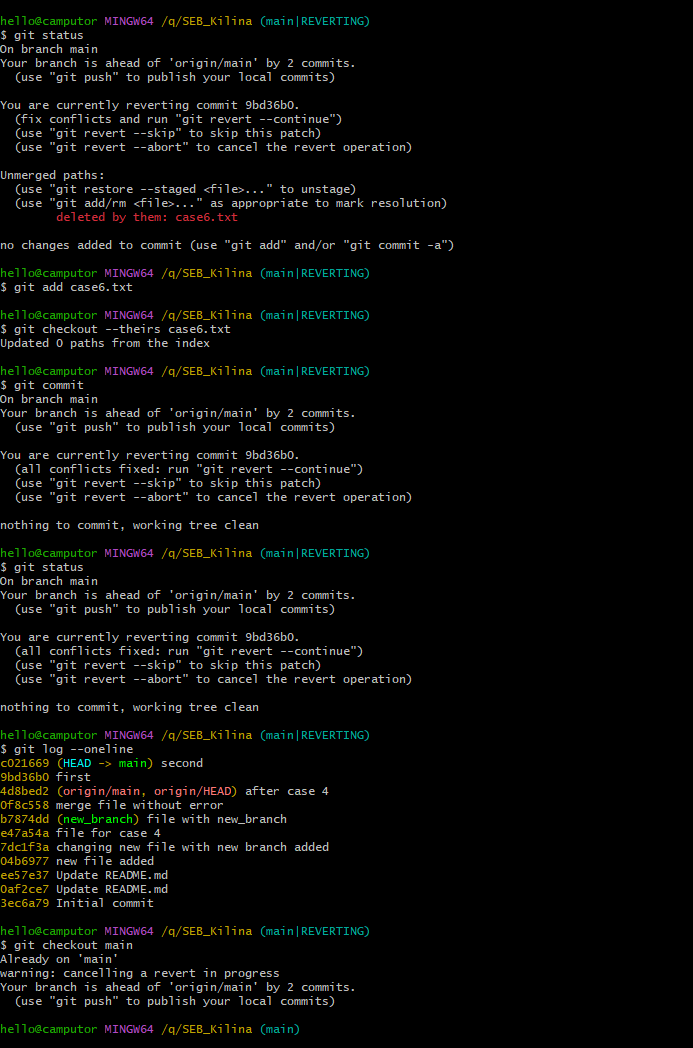 hello@camputor MINGW64 /q/SEB_Kilina (main|REVERTING)
$ git status
On branch main
Your branch is ahead of 'origin/main' by 2 commits.
  (use "git push" to publish your local commits)

You are currently reverting commit 9bd36b0.
  (fix conflicts and run "git revert --continue")
  (use "git revert --skip" to skip this patch)
  (use "git revert --abort" to cancel the revert operation)

Unmerged paths:
  (use "git restore --staged <file>..." to unstage)
  (use "git add/rm <file>..." as appropriate to mark resolution)
        deleted by them: case6.txt

no changes added to commit (use "git add" and/or "git commit -a")

hello@camputor MINGW64 /q/SEB_Kilina (main|REVERTING)
$ git add case6.txt

hello@camputor MINGW64 /q/SEB_Kilina (main|REVERTING)
$ git checkout --theirs case6.txt
Updated 0 paths from the index

hello@camputor MINGW64 /q/SEB_Kilina (main|REVERTING)
$ git commit
On branch main
Your branch is ahead of 'origin/main' by 2 commits.
  (use "git push" to publish your local commits)

You are currently reverting commit 9bd36b0.
  (all conflicts fixed: run "git revert --continue")
  (use "git revert --skip" to skip this patch)
  (use "git revert --abort" to cancel the revert operation)

nothing to commit, working tree clean

hello@camputor MINGW64 /q/SEB_Kilina (main|REVERTING)
$ git status
On branch main
Your branch is ahead of 'origin/main' by 2 commits.
  (use "git push" to publish your local commits)

You are currently reverting commit 9bd36b0.
  (all conflicts fixed: run "git revert --continue")
  (use "git revert --skip" to skip this patch)
  (use "git revert --abort" to cancel the revert operation)

nothing to commit, working tree clean

hello@camputor MINGW64 /q/SEB_Kilina (main|REVERTING)
$ git log --oneline
c021669 (HEAD -> main) second
9bd36b0 first
4d8bed2 (origin/main, origin/HEAD) after case 4
0f8c558 merge file without error
b7874dd (new_branch) file with new_branch
e47a54a file for case 4
7dc1f3a changing new file with new branch added
04b6977 new file added
ee57e37 Update README.md
0af2ce7 Update README.md
3ec6a79 Initial commit

hello@camputor MINGW64 /q/SEB_Kilina (main|REVERTING)
$ git checkout main
Already on 'main'
warning: cancelling a revert in progress
Your branch is ahead of 'origin/main' by 2 commits.
  (use "git push" to publish your local commits)

hello@camputor MINGW64 /q/SEB_Kilina (main)